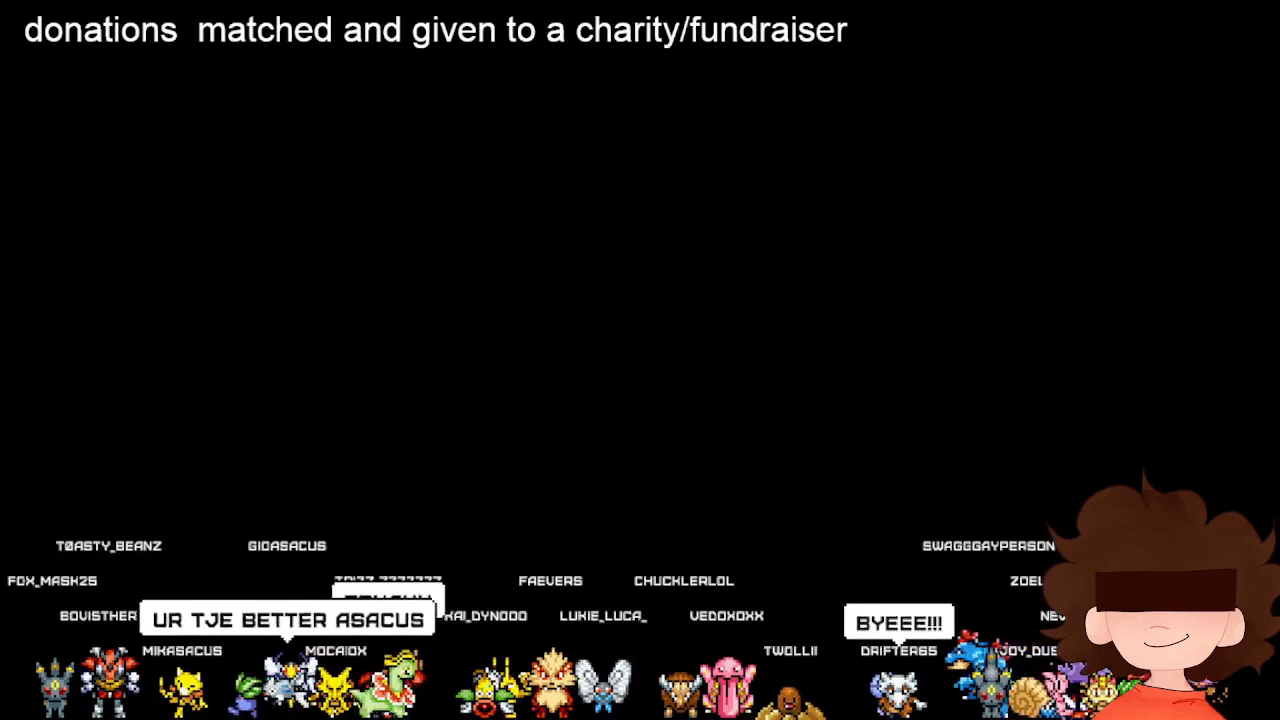 donations  matched and given to a charity/fundraiser
TØASTY_BEANZ
GIDASACUS
SWAGGGAYPERSON
FOX_MASK25
FAEVERS
CHUCKLERLOL
ZOEL
BOVISTHER
UR TJE BETTER ASACUS
KAI_DYNOOO
LUKIE_LUCA_
VEDOXOXX
BYEEE!!!
MIKASACUS
MOCAIOX
TWOLLII
DRIFTER65